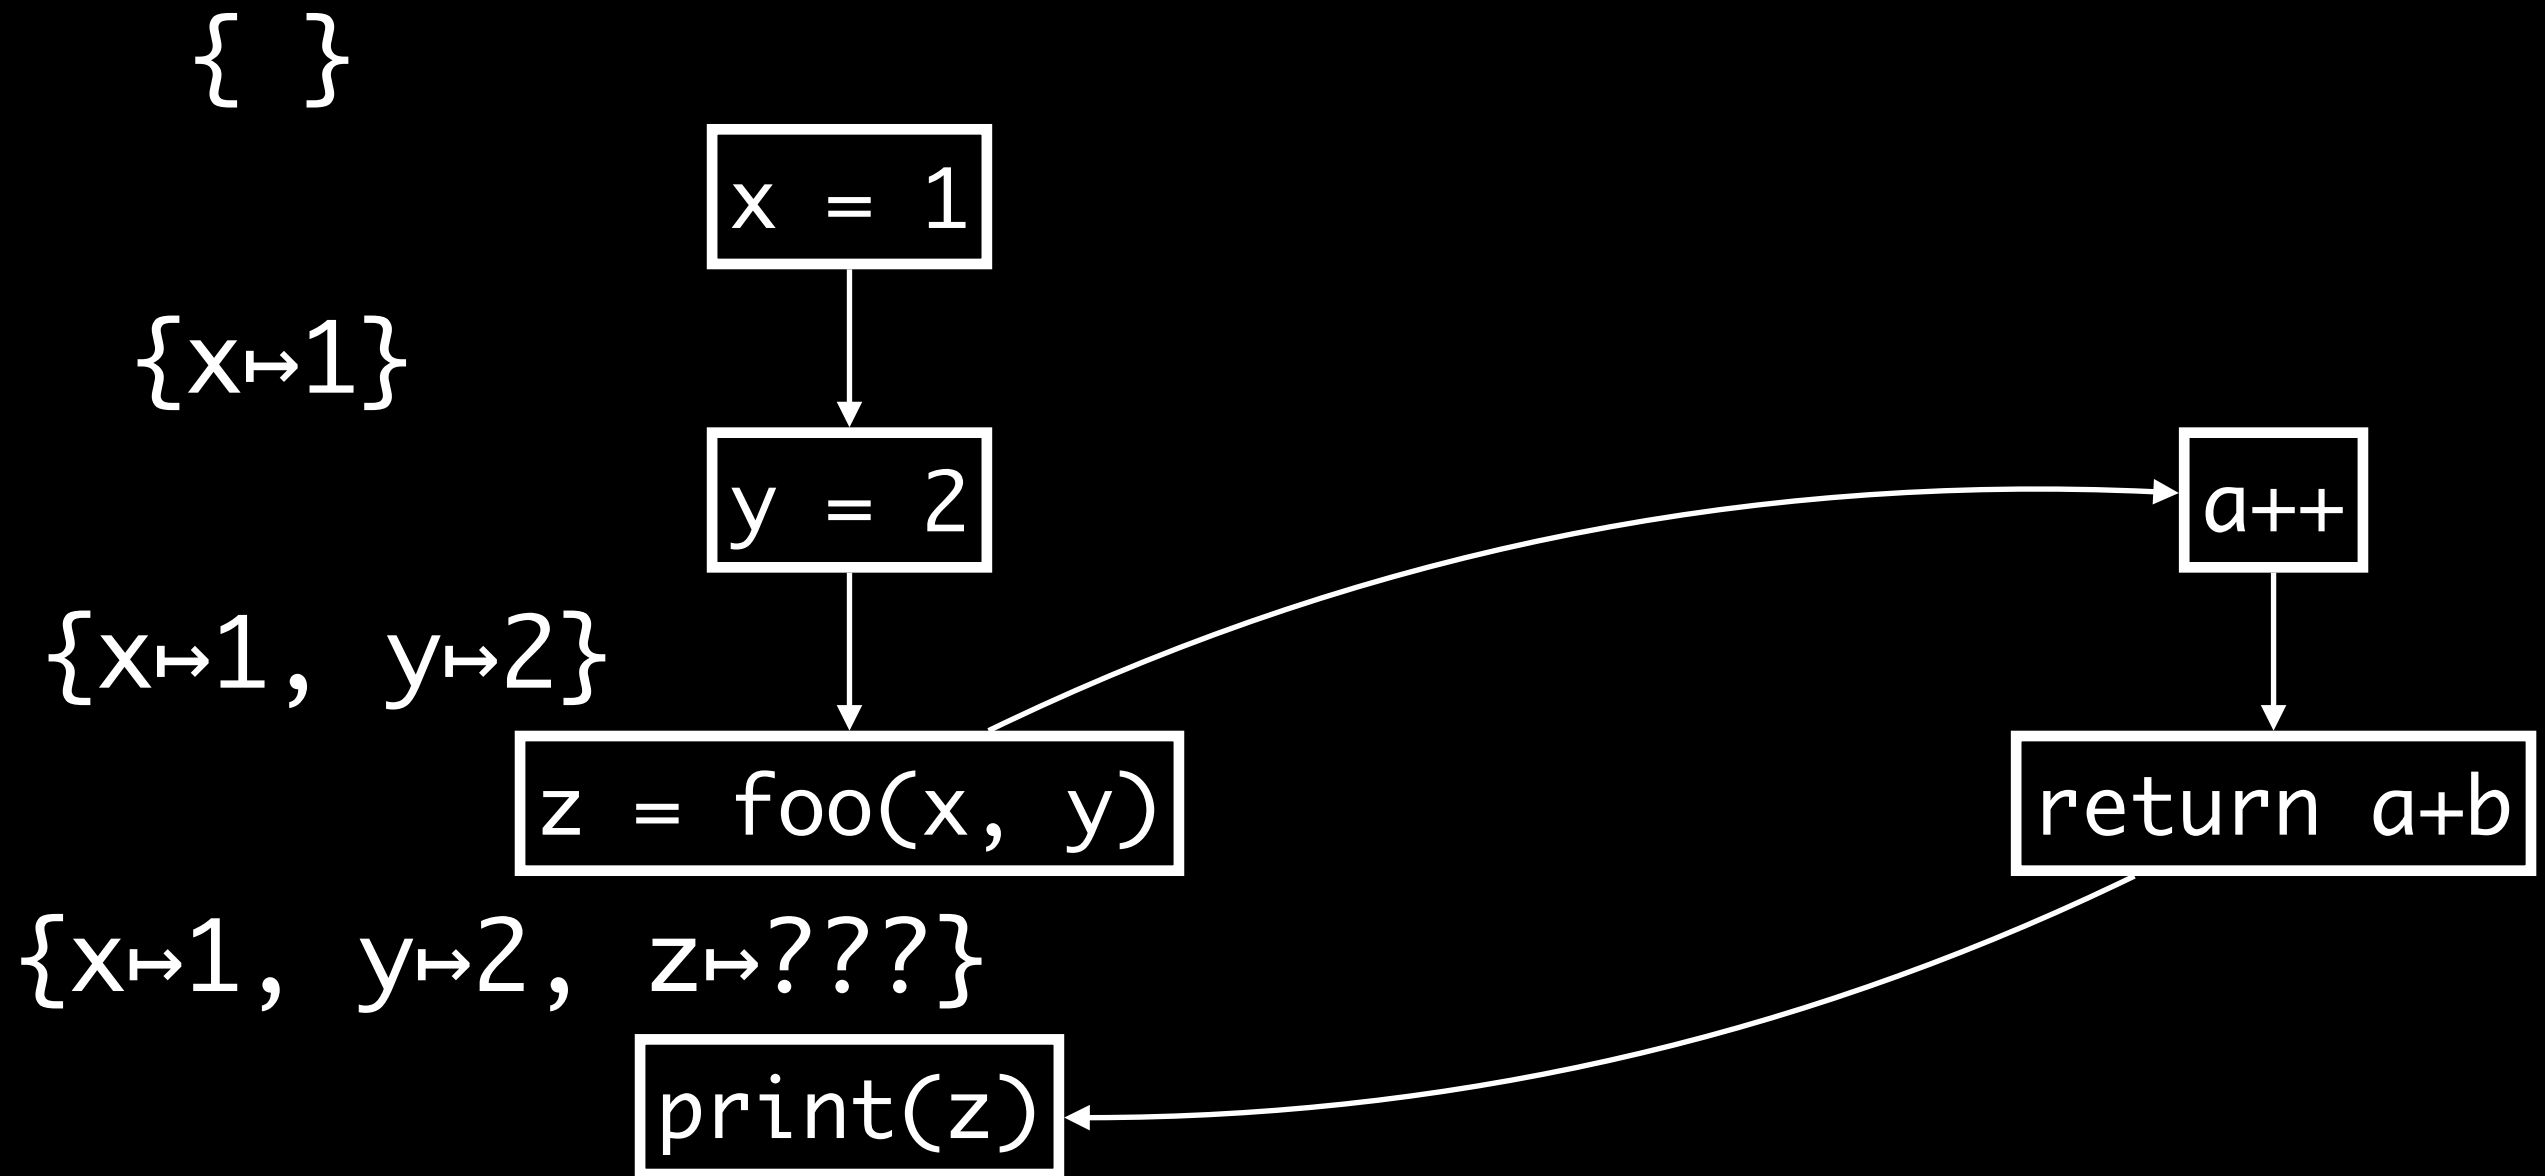 { }
x = 1
{x↦1}
y = 2
a++
{x↦1, y↦2}
z = foo(x, y)
return a+b
{x↦1, y↦2, z↦???}
print(z)